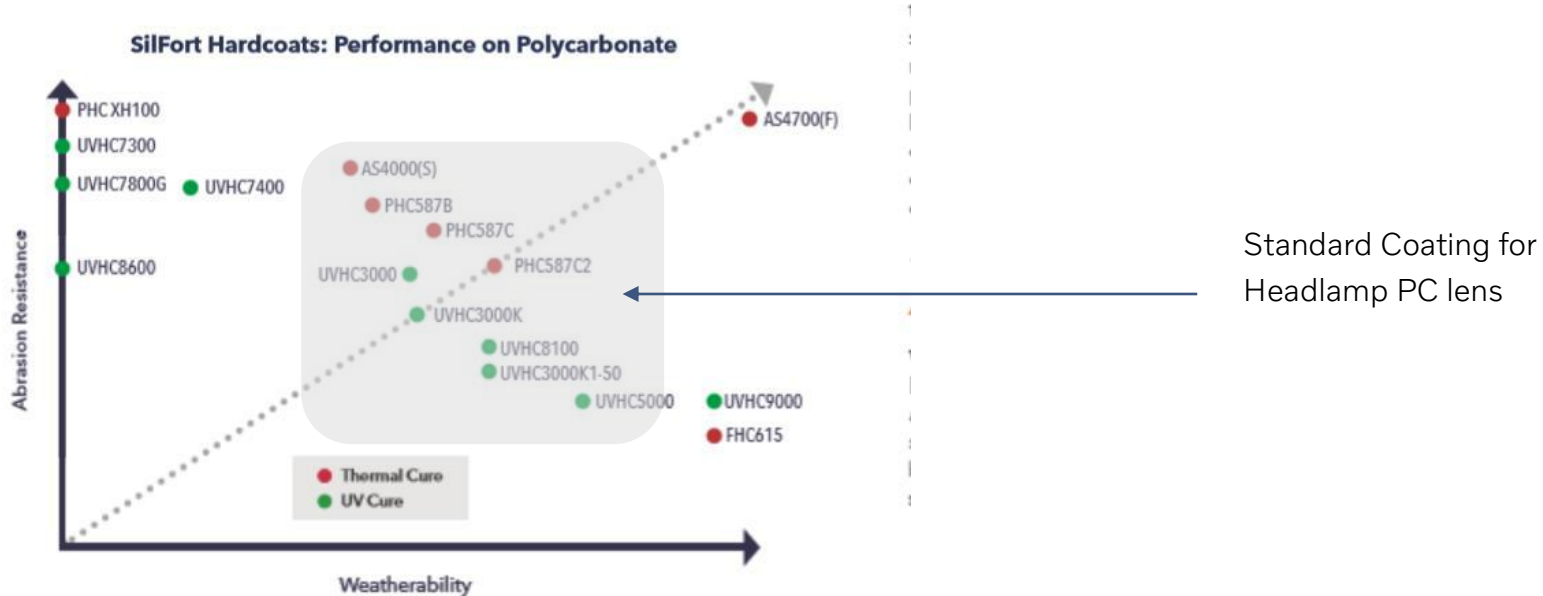 SilFort Hardcoats: Performance on Polycarbonate
PHC XH100
AS4700(F)
UVHC7300
AS4000(S)
UVHC7800G
UVHC7400
PHC587B
PHC587C
Abrasion Resistance
UVHC8600
UVHC3000
PHC587C2
Standard Coating for
Headlamp PC lens
UVHC3000K
UVHC8100
UVHC3000K1-50
UVHC5000
UVHC9000
FHC615
Thermal Cure
UV Cure
Weatherability